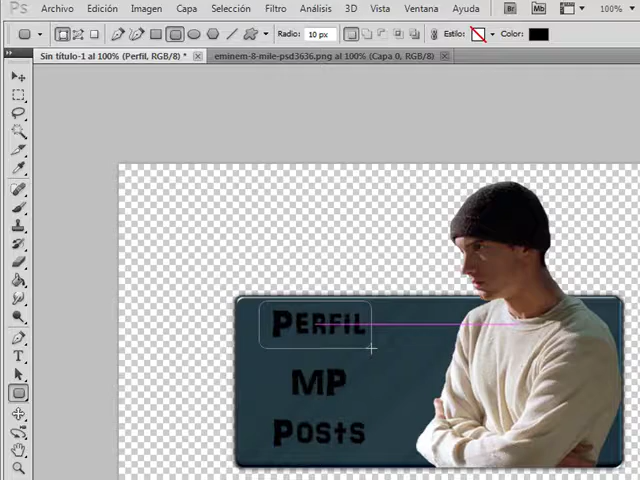 Ps Archivo Edición Imagen Capa Selección Filtro Análisis 3D Vista Ventana Ayuda Br Mb 100%
Radio: 10 px Estilo: Color:
Sin título-1 al 100% (Perfil, RGB/8) * eminem-8-mile-psd3636.png al 100% (Capa 0, RGB/8)
T
Perfil
MP
Posts